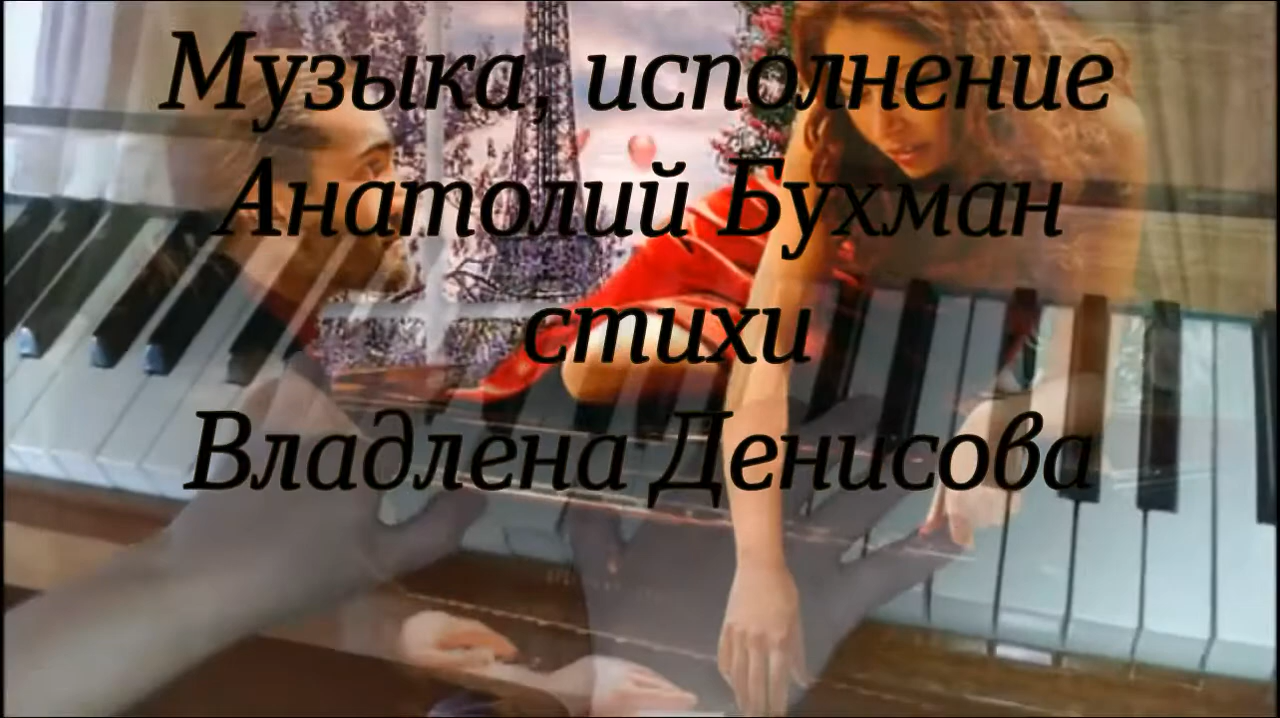 Музыка, исполнение
Анатолий Бухман
стихи
Владлена Денисова